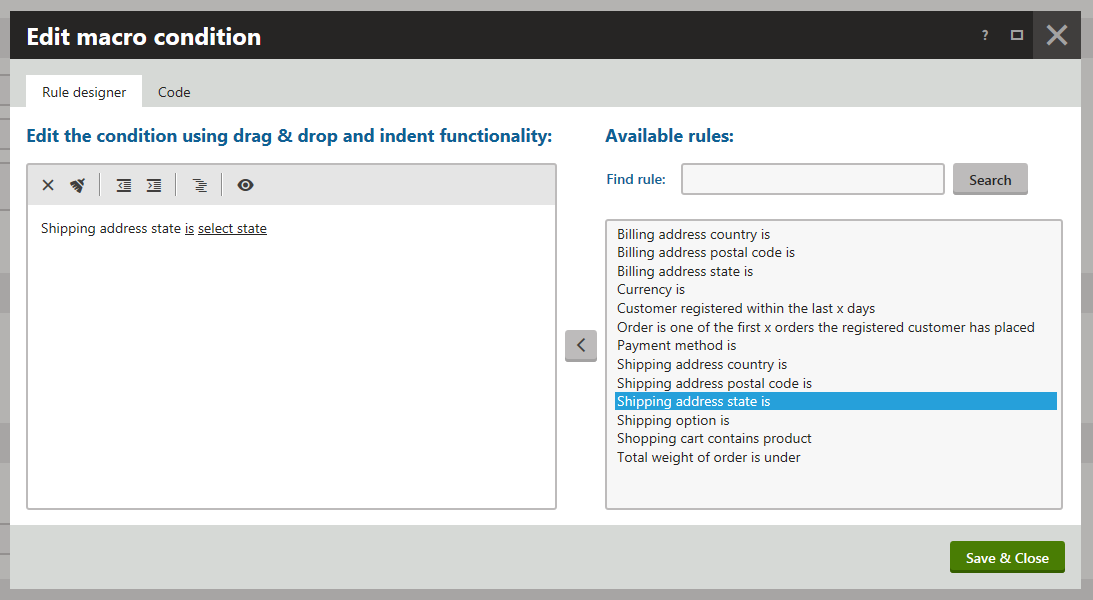 Edit macro condition
?
Rule designer
Code
Edit the condition using drag & drop and indent functionality:
Shipping address state is select state
Available rules:
Find rule:
Search
Billing address country is
Billing address postal code is
Billing address state is
Currency is
Customer registered within the last x days
Order is one of the first x orders the registered customer has placed
Payment method is
Shipping address country is
Shipping address postal code is
Shipping address state is
Shipping option is
Shopping cart contains product
Total weight of order is under
Save & Close